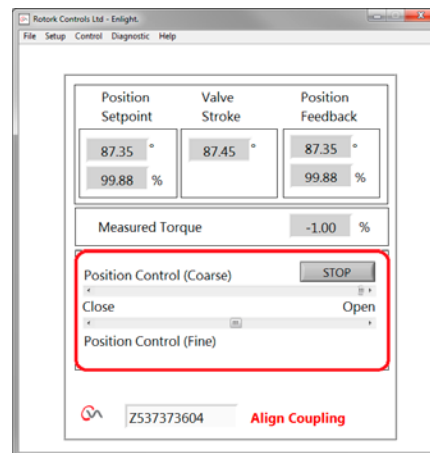 Rotork Controls Ltd - Enlight.
File Setup Control Diagnostic Help
Position Setpoint
Valve Stroke
Position Feedback
87.35 °
87.45 °
87.35 °
99.88 %
99.88 %
Measured Torque -1.00 %
Position Control (Coarse) STOP
Close Open
Position Control (Fine)
Z537373604 Align Coupling